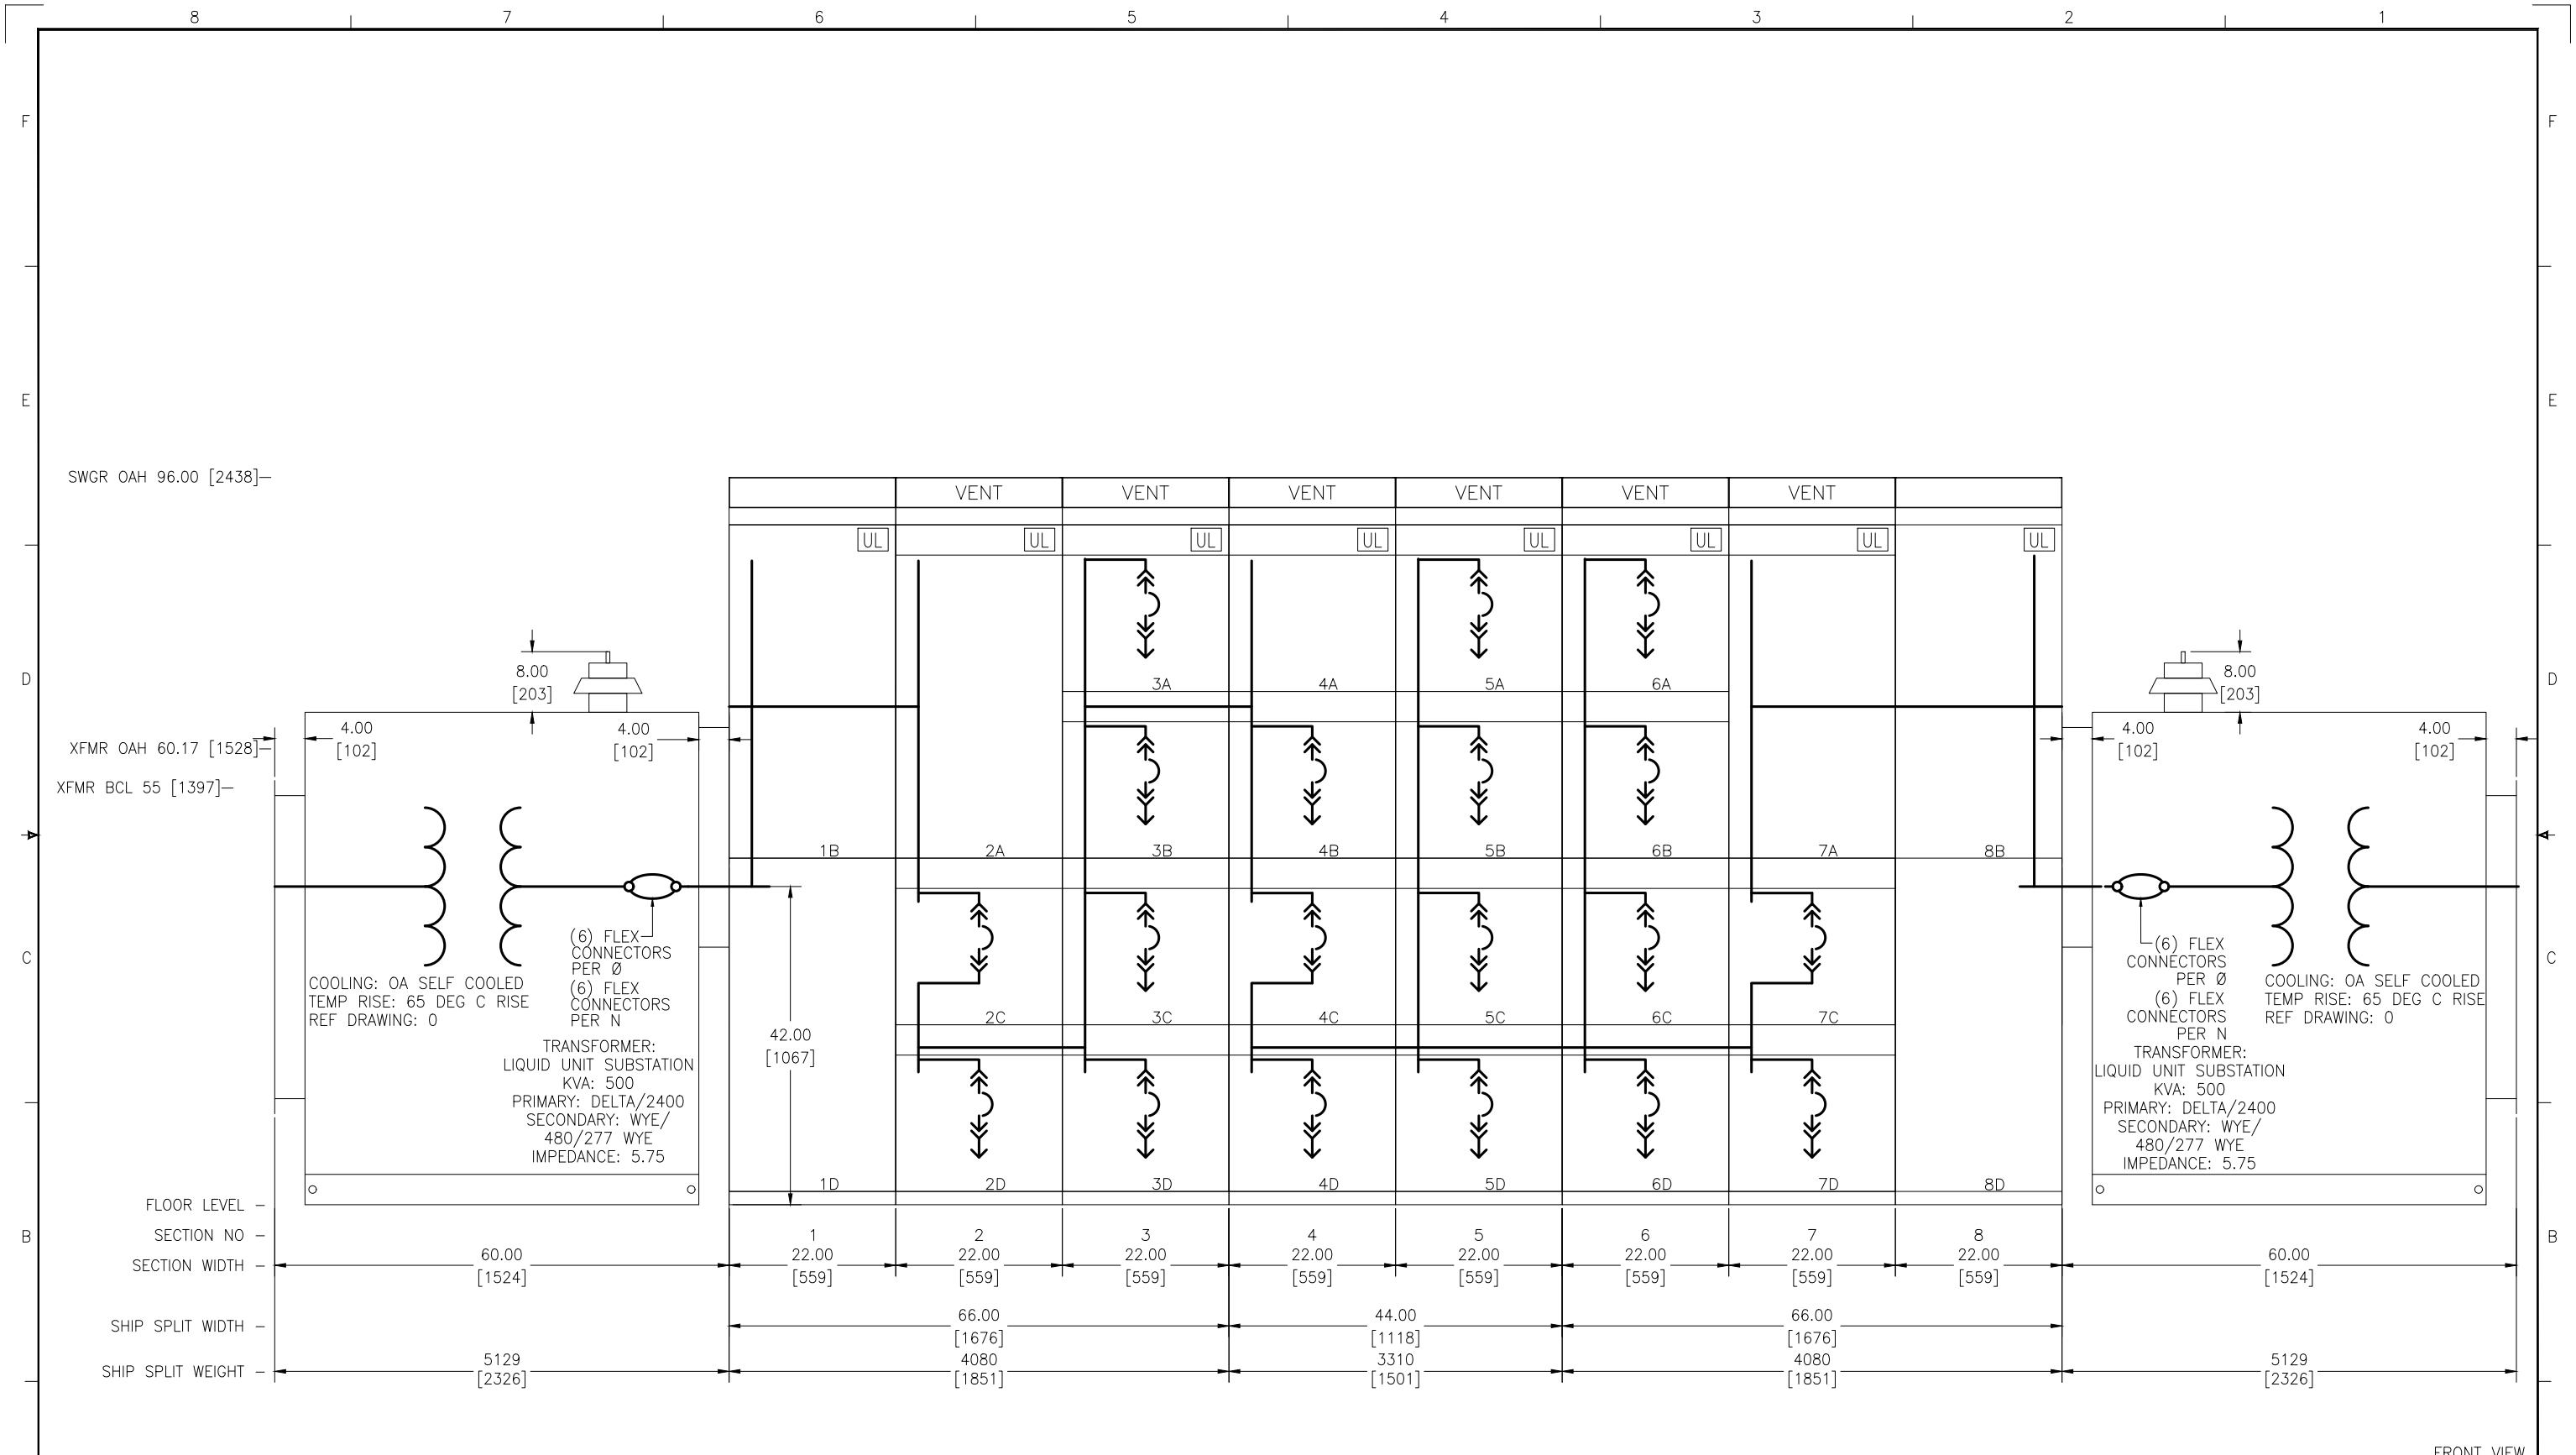 8 7 6 5 4 3 2 1
F F
E E
SWGR OAH 96.00 [2438]
VENT VENT VENT VENT VENT VENT
UL UL UL UL UL UL UL UL
D D
8.00
[203]
8.00
[203]
3A 4A 5A 6A
4.00
[102]
4.00
[102]
4.00
[102]
4.00
[102]
XFMR OAH 60.17 [1528]
XFMR BCL 55 [1397]
1B 2A 3B 4B 5B 6B 7A 8B
C C
(6) FLEX
CONNECTORS
PER Ø
(6) FLEX
CONNECTORS
PER N
COOLING: OA SELF COOLED
TEMP RISE: 65 DEG C RISE
REF DRAWING: 0
TRANSFORMER:
LIQUID UNIT SUBSTATION
KVA: 500
PRIMARY: DELTA/2400
SECONDARY: WYE/
480/277 WYE
IMPEDANCE: 5.75
42.00
[1067]
2C 3C 4C 5C 6C 7C
(6) FLEX
CONNECTORS
PER Ø
(6) FLEX
CONNECTORS
PER N
COOLING: OA SELF COOLED
TEMP RISE: 65 DEG C RISE
REF DRAWING: 0
TRANSFORMER:
LIQUID UNIT SUBSTATION
KVA: 500
PRIMARY: DELTA/2400
SECONDARY: WYE/
480/277 WYE
IMPEDANCE: 5.75
1D 2D 3D 4D 5D 6D 7D 8D
FLOOR LEVEL
B B
SECTION NO 1 2 3 4 5 6 7 8
SECTION WIDTH
60.00 22.00 22.00 22.00 22.00 22.00 22.00 22.00 22.00 60.00
[1524] [559] [559] [559] [559] [559] [559] [559] [559] [1524]
SHIP SPLIT WIDTH
66.00 44.00 66.00
[1676] [1118] [1676]
SHIP SPLIT WEIGHT
5129 4080 3310 4080 5129
[2326] [1851] [1501] [1851] [2326]
FRONT VIEW